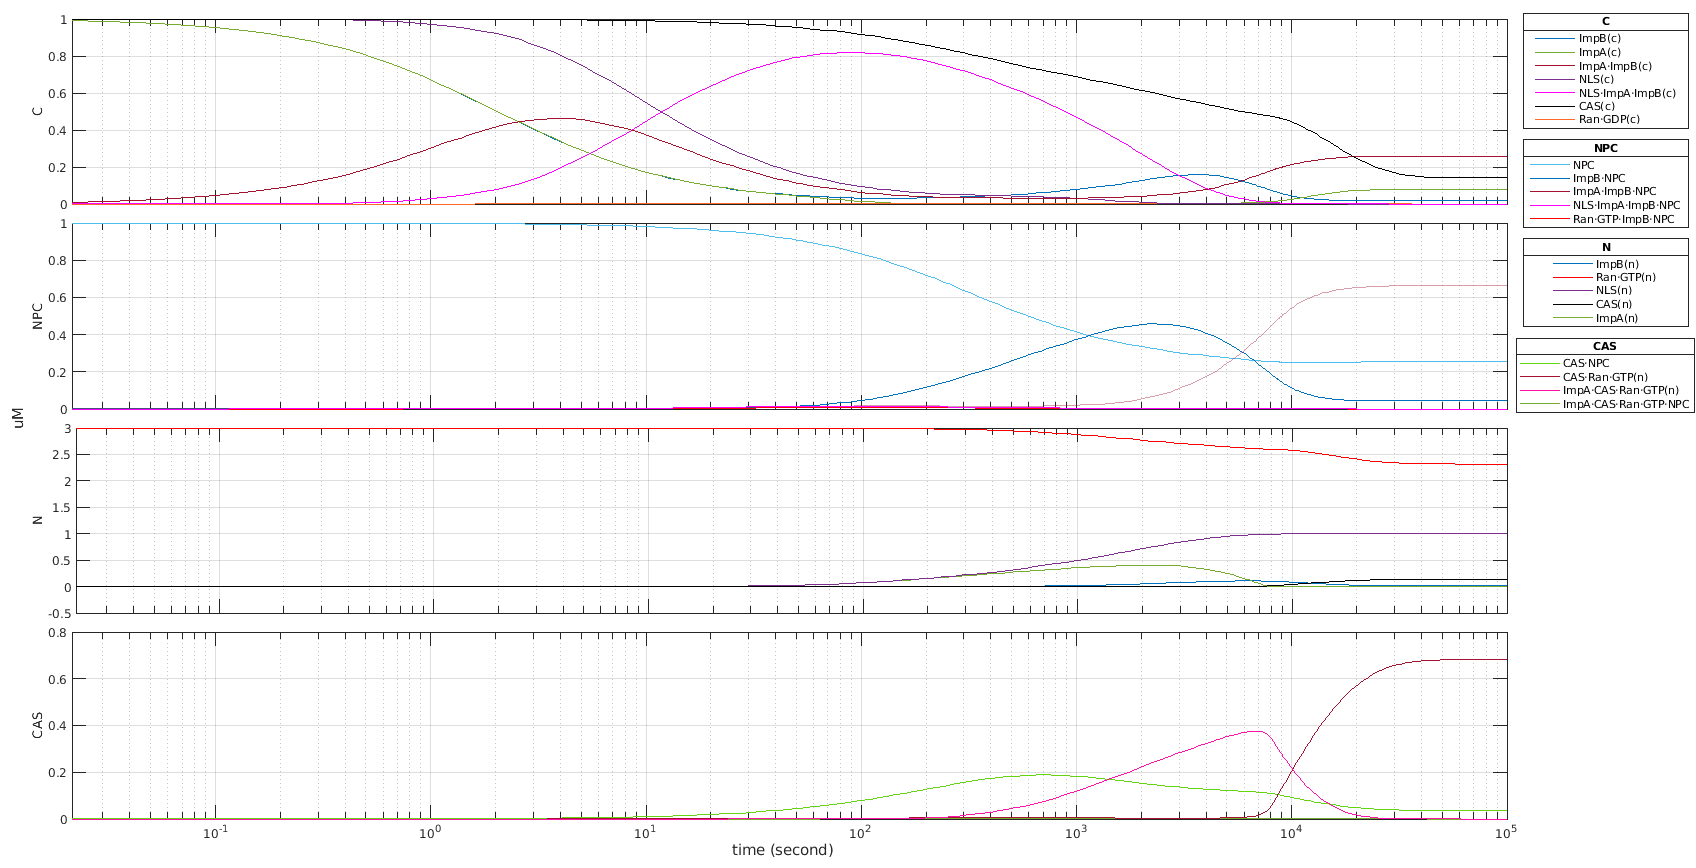 1
0.8
0.6
0.4
0.2
0
C
C
ImpB(c)
ImpA(c)
ImpA·ImpB(c)
NLS(c)
NLS·ImpA·ImpB(c)
CAS(c)
Ran·GDP(c)
1
0.8
0.6
0.4
0.2
0
NPC
NPC
NPC
ImpB·NPC
ImpA·ImpB·NPC
NLS·ImpA·ImpB·NPC
Ran·GTP·ImpB·NPC
uM
3
2.5
2
1.5
1
0.5
0
-0.5
N
N
ImpB(n)
Ran·GTP(n)
NLS(n)
CAS(n)
ImpA(n)
CAS
CAS·NPC
CAS·Ran·GTP(n)
ImpA·CAS·Ran·GTP(n)
ImpA·CAS·Ran·GTP·NPC
0.8
0.6
0.4
0.2
0
CAS
10^-1 10^0 10^1 10^2 10^3 10^4 10^5
time (second)